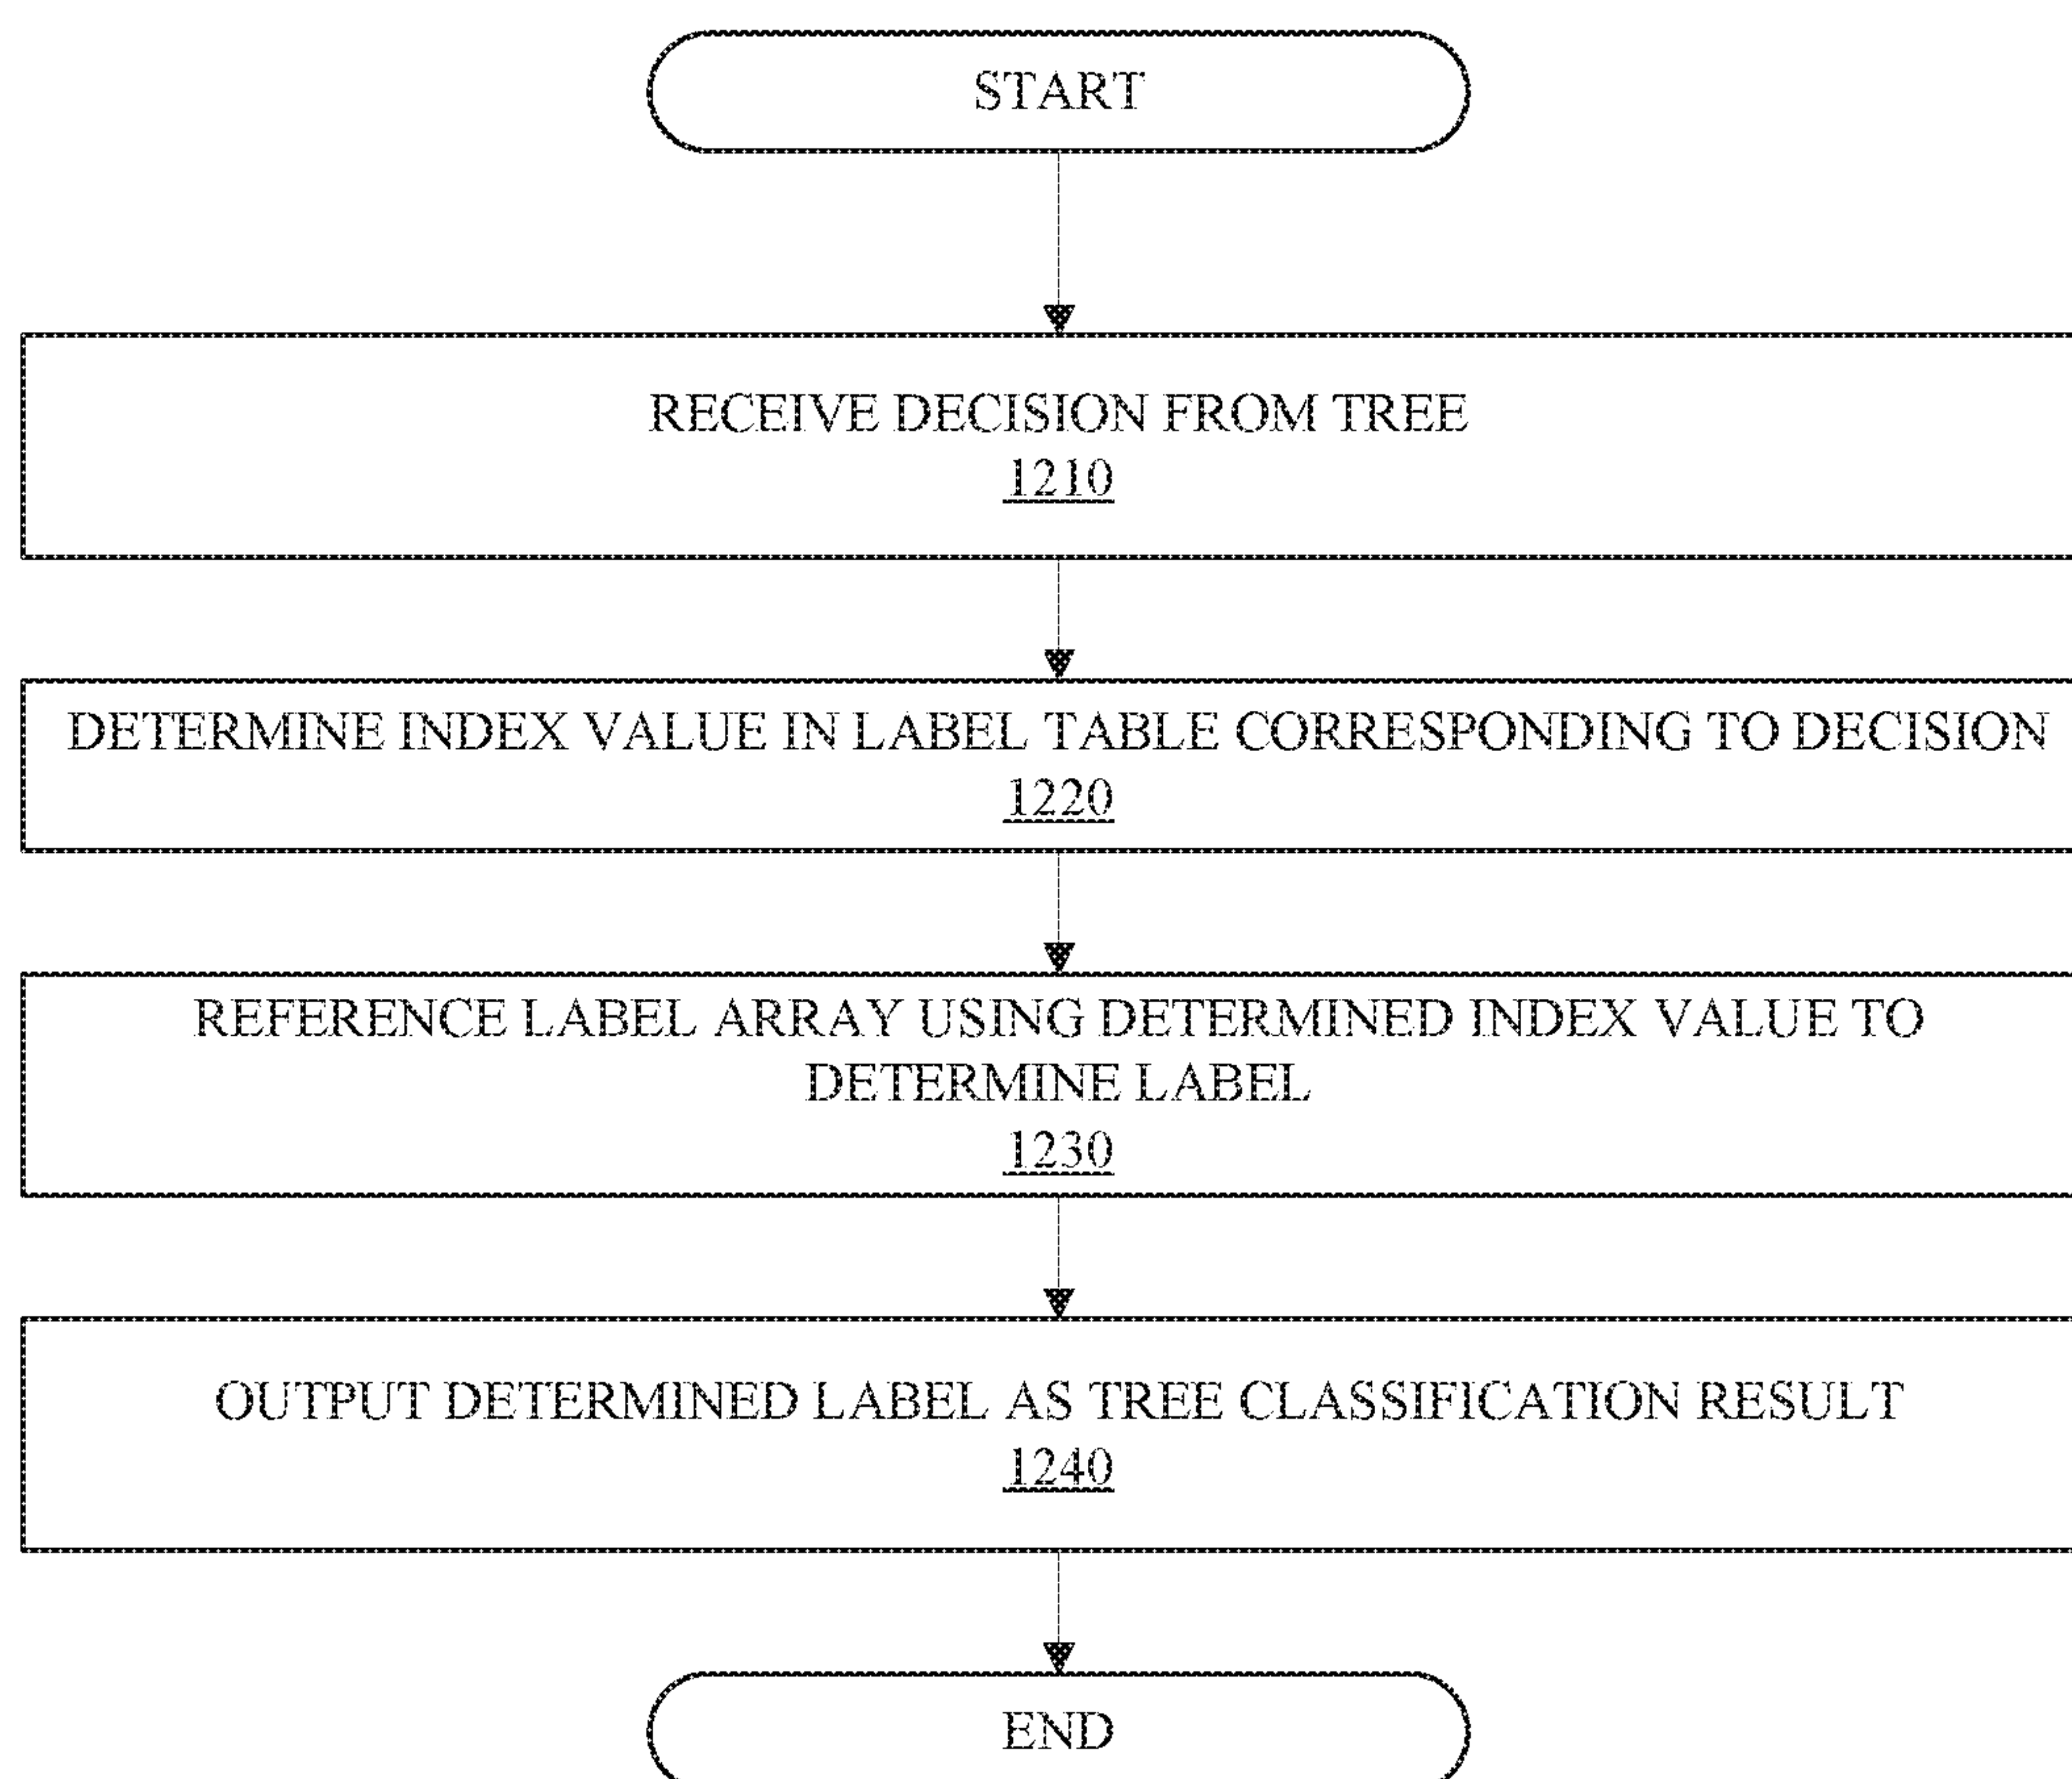 START
RECEIVE DECISION FROM TREE
1210
DETERMINE INDEX VALUE IN LABEL TABLE CORRESPONDING TO DECISION
1220
REFERENCE LABEL ARRAY USING DETERMINED INDEX VALUE TO
DETERMINE LABEL
1230
OUTPUT DETERMINED LABEL AS TREE CLASSIFICATION RESULT
1240
END